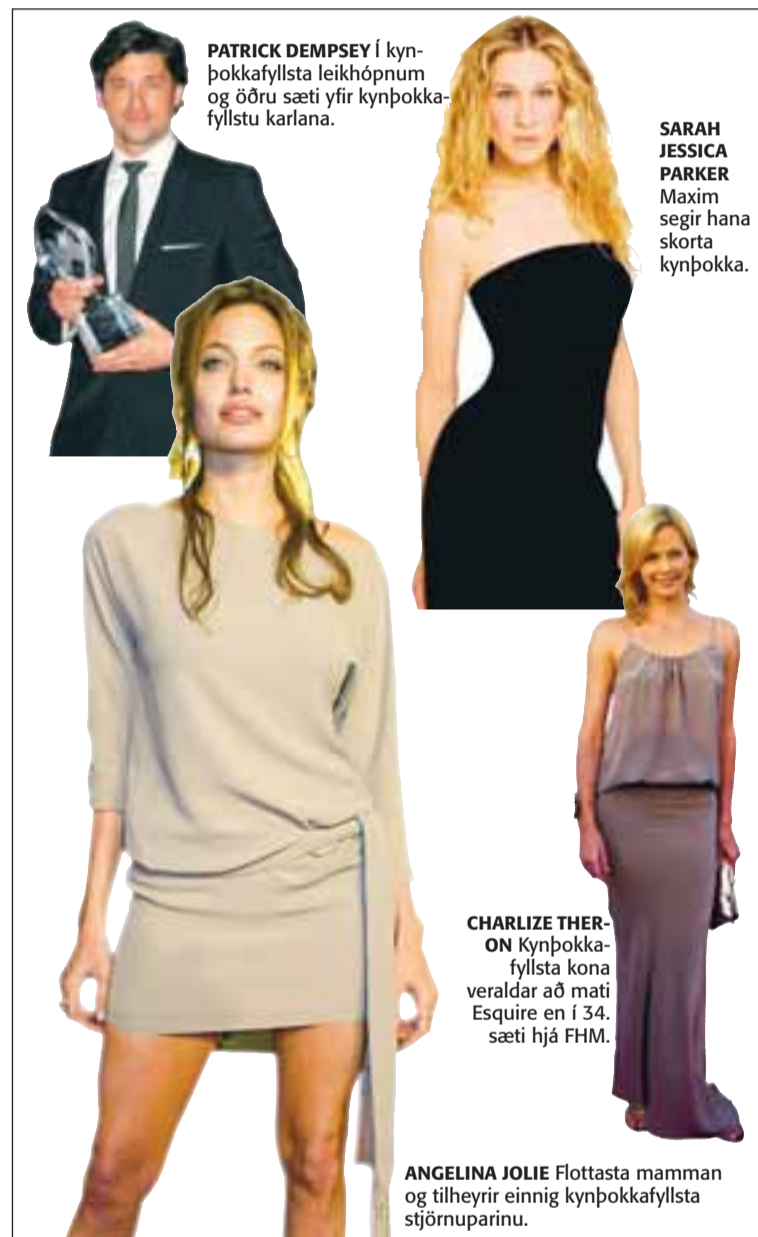 PATRICK DEMPSEY Í kyn-
þokkafyllsta leikhópnum
og öðru sæti yfir kynþokka-
fyllstu karlana.
SARAH
JESSICA
PARKER
Maxim
segir hana
skorta
kynþokka.
CHARLIZE THER-
ON Kynþokka-
fyllsta kona
veraldar að mati
Esquire en í 34.
sæti hjá FHM.
ANGELINA JOLIE Flottasta mamman
og tilheyrir einnig kynþokkafyllsta
stjörnuparinu.